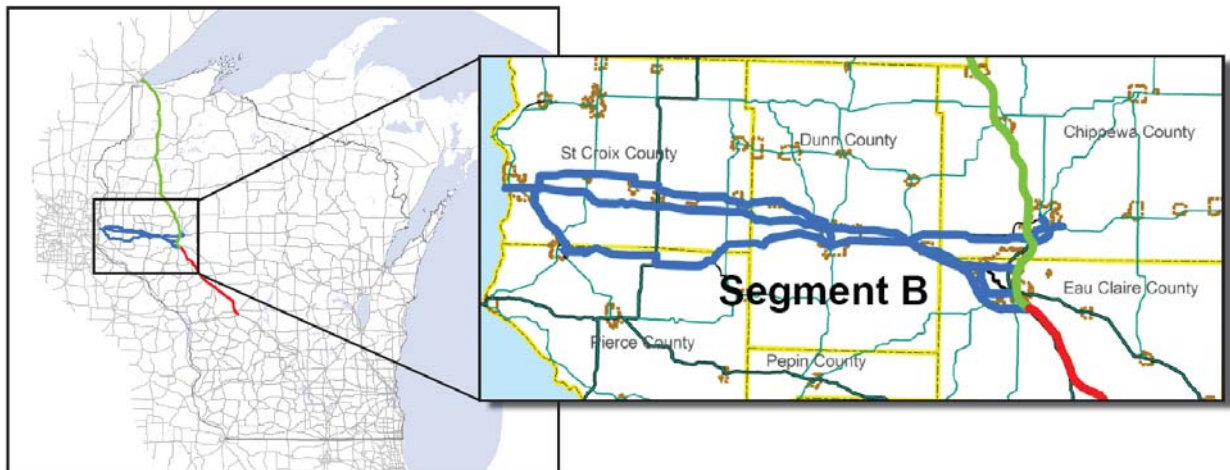 St Croix County
Dunn County
Chippewa County
Segment B
Eau Claire County
Pierce County
Pepin County